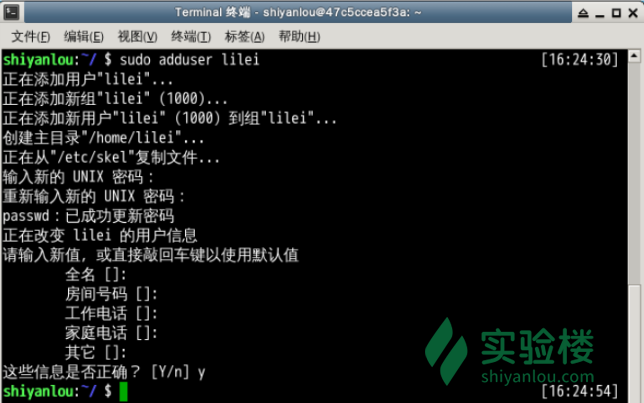 Terminal 终端 - shiyanlou@47c5ccea5f3a: ~
文件(F) 编辑(E) 视图(V) 终端(T) 标签(A) 帮助(H)
shiyanlou:~/ $ sudo adduser lilei [16:24:30]
正在添加用户"lilei"...
正在添加新组"lilei" (1000)...
正在添加新用户"lilei" (1000) 到组"lilei"...
创建主目录"/home/lilei"...
正在从"/etc/skel"复制文件...
输入新的 UNIX 密码：
重新输入新的 UNIX 密码：
passwd：已成功更新密码
正在改变 lilei 的用户信息
请输入新值，或直接敲回车键以使用默认值
全名 []:
房间号码 []:
工作电话 []:
家庭电话 []:
其它 []:
这些信息是否正确？ [Y/n] y
shiyanlou:~/ $ [16:24:54]
实验楼
shiyanlou.com